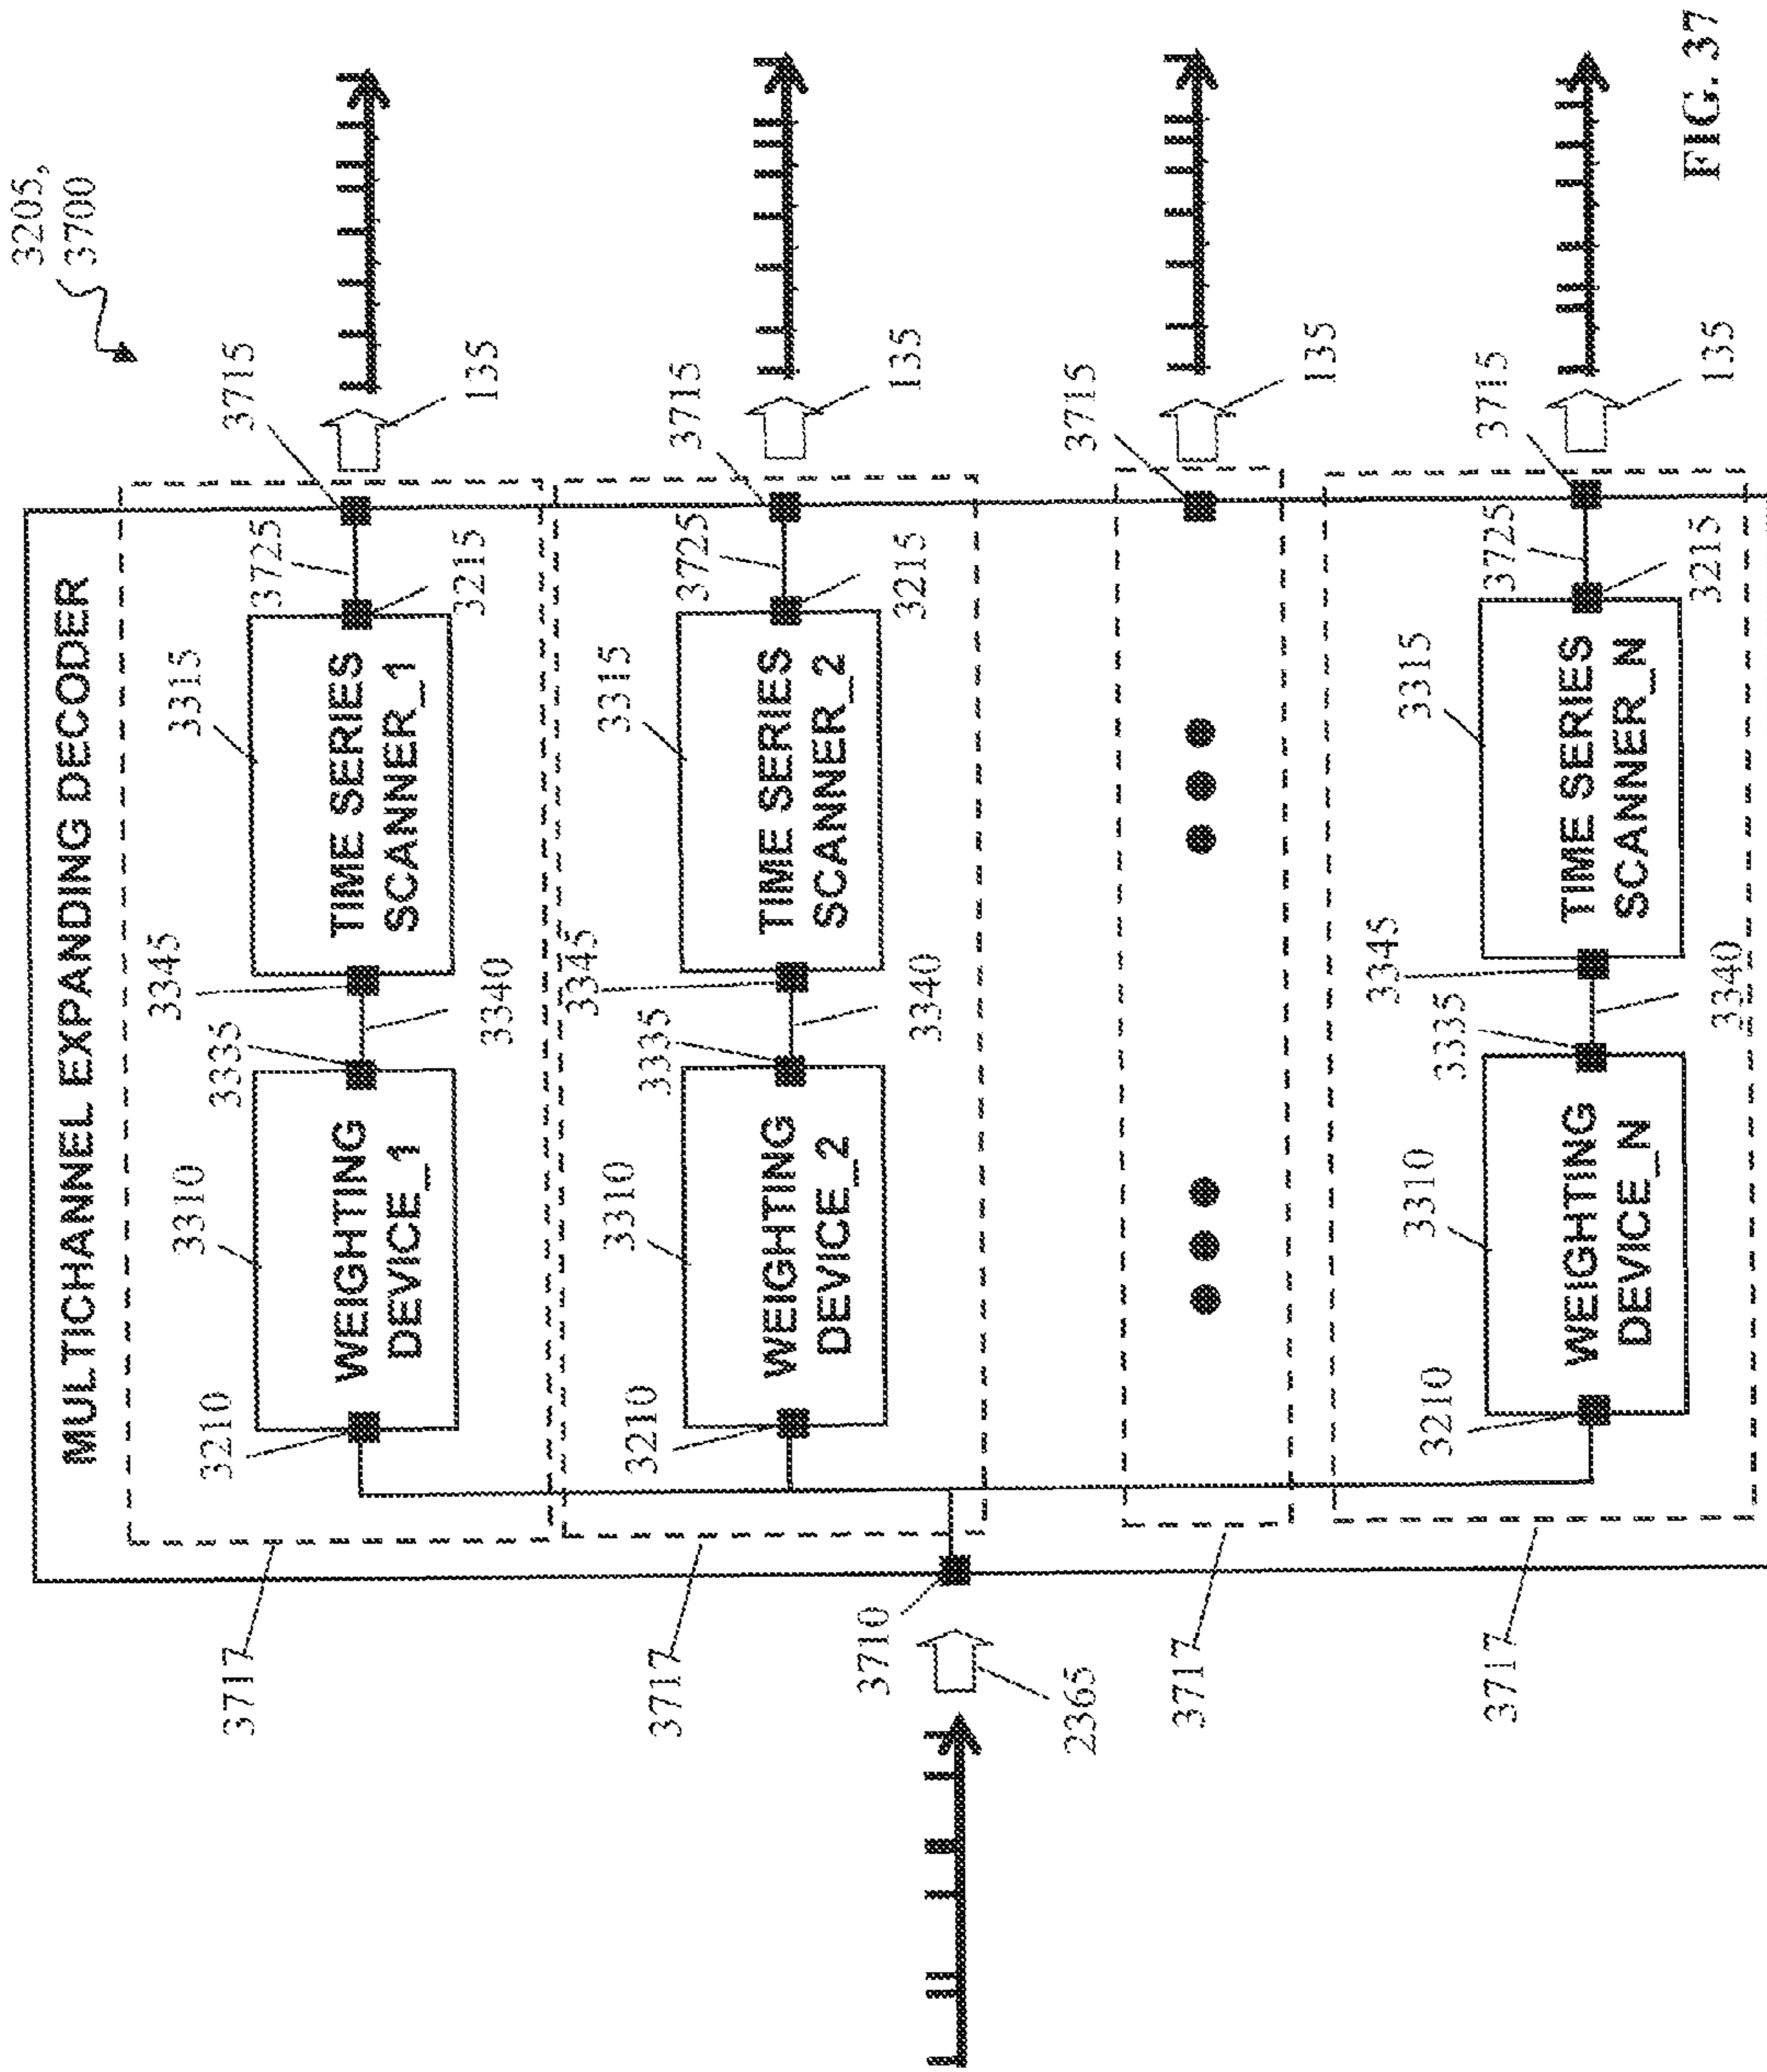 3205,
3700
MULTICHANNEL EXPANDING DECODER
3717
3210
3310
WEIGHTING
DEVICE_1
3335
3345
3340
3315
TIME SERIES
SCANNER_1
3725
3215
3715
135
3717
3210
3310
WEIGHTING
DEVICE_2
3335
3345
3340
3315
TIME SERIES
SCANNER_2
3725
3215
3715
135
3710
2365
3717
3715
135
3717
3210
3310
WEIGHTING
DEVICE_N
3335
3345
3340
3315
TIME SERIES
SCANNER_N
3725
3215
3715
135
FIG. 37